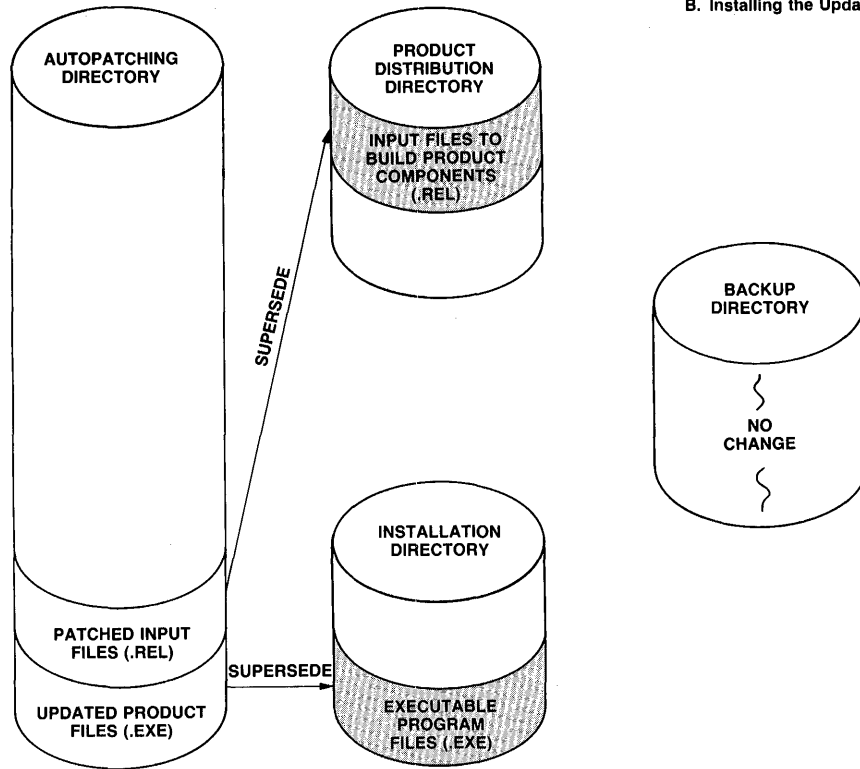 B. Installing the Upda
AUTOPATCHING
DIRECTORY
PRODUCT
DISTRIBUTION
DIRECTORY
INPUT FILES TO
BUILD PRODUCT
COMPONENTS
(.REL)
SUPERSEDE
BACKUP
DIRECTORY
NO
CHANGE
INSTALLATION
DIRECTORY
PATCHED INPUT
FILES (.REL)
SUPERSEDE
UPDATED PRODUCT
FILES (.EXE)
EXECUTABLE
PROGRAM
FILES (.EXE)